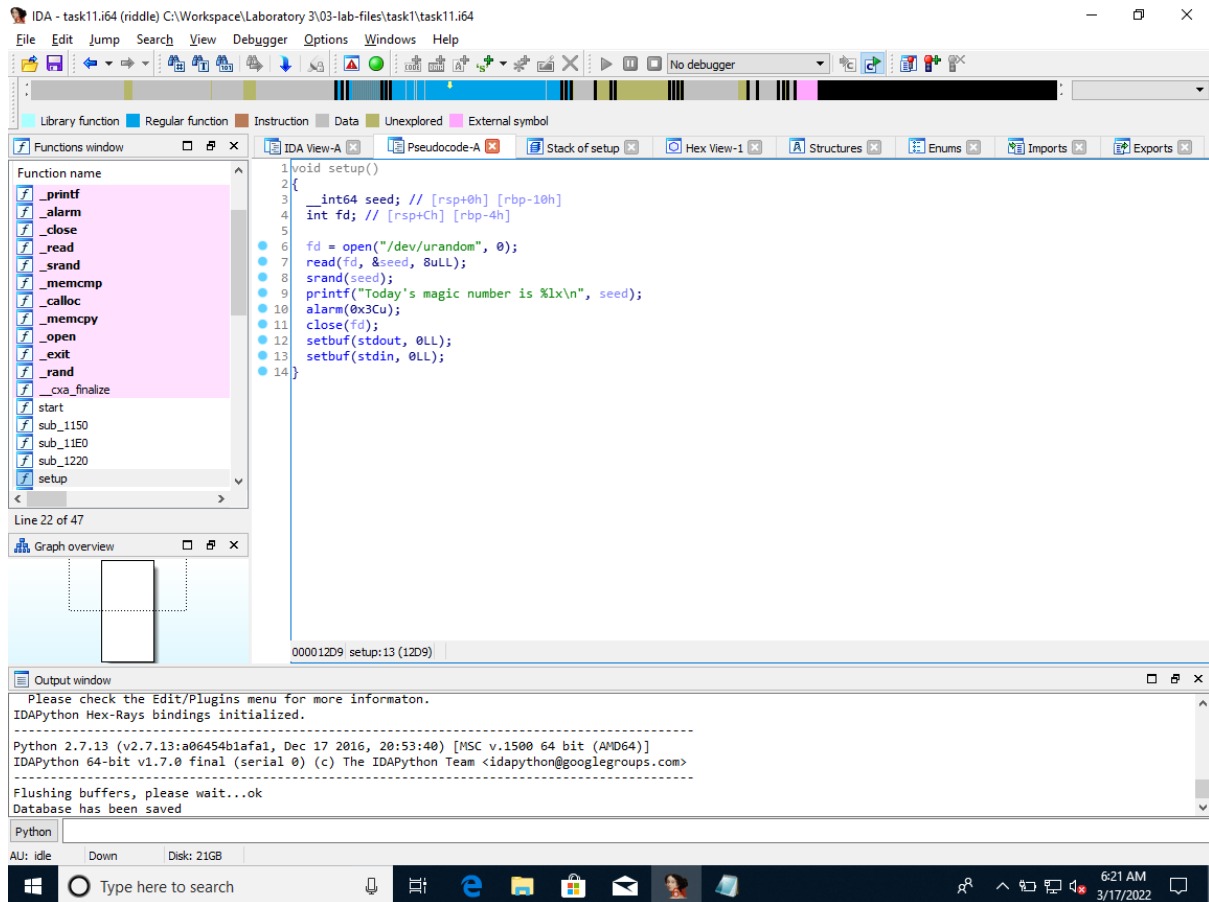 IDA - task11.i64 (riddle) C:\Workspace\Laboratory 3\03-lab-files\task1\task11.i64
File Edit Jump Search View Debugger Options Windows Help
No debugger
Library function Regular function Instruction Data Unexplored External symbol
Functions window
IDA View-A Pseudocode-A Stack of setup Hex View-1 Structures Enums Imports Exports
Function name
_printf
_alarm
_close
_read
_srand
_memcmp
_calloc
_memcpy
_open
_exit
_rand
__cxa_finalize
start
sub_1150
sub_11E0
sub_1220
setup
Line 22 of 47
Graph overview
1 void setup()
2 {
3 __int64 seed; // [rsp+0h] [rbp-10h]
4 int fd; // [rsp+Ch] [rbp-4h]
5
6 fd = open("/dev/urandom", 0);
7 read(fd, &seed, 8uLL);
8 srand(seed);
9 printf("Today's magic number is %lx\n", seed);
10 alarm(0x3Cu);
11 close(fd);
12 setbuf(stdout, 0LL);
13 setbuf(stdin, 0LL);
14 }
000012D9 setup:13 (12D9)
Output window
Please check the Edit/Plugins menu for more informaton.
IDAPython Hex-Rays bindings initialized.
---------------------------------------------------------------------------------------------
Python 2.7.13 (v2.7.13:a06454b1afa1, Dec 17 2016, 20:53:40) [MSC v.1500 64 bit (AMD64)]
IDAPython 64-bit v1.7.0 final (serial 0) (c) The IDAPython Team <idapython@googlegroups.com>
---------------------------------------------------------------------------------------------
Flushing buffers, please wait...ok
Database has been saved
Python
AU: idle Down Disk: 21GB
Type here to search
6:21 AM
3/17/2022